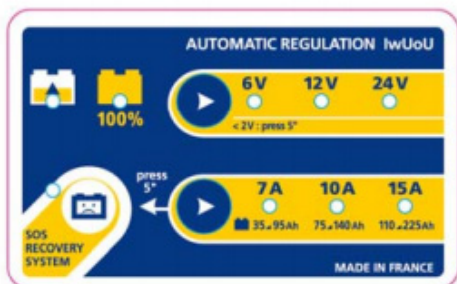 AUTOMATIC REGULATION IwUoU
6V 12V 24V
100%
< 2V : press 5"
press
5"
7A 10A 15A
35⊿95Ah 75⊿140Ah 110⊿225Ah
SOS
RECOVERY
SYSTEM
MADE IN FRANCE